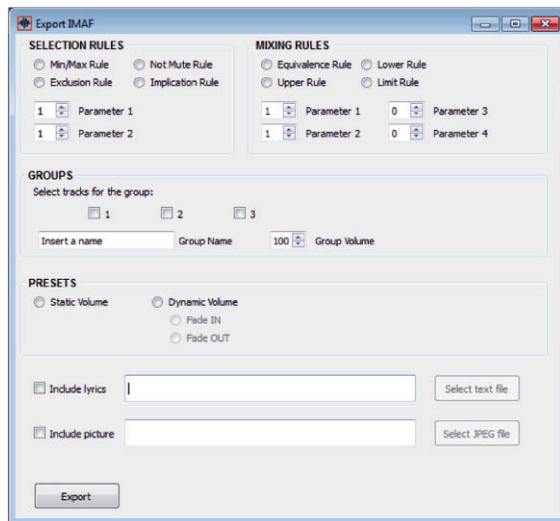 Export IMAF
SELECTION RULES
Min/Max Rule Not Mute Rule
Exclusion Rule Implication Rule
1 Parameter 1
1 Parameter 2
MIXING RULES
Equivalence Rule Lower Rule
Upper Rule Limit Rule
1 Parameter 1 0 Parameter 3
1 Parameter 2 0 Parameter 4
GROUPS
Select tracks for the group:
1 2 3
Insert a name Group Name 100 Group Volume
PRESETS
Static Volume Dynamic Volume
Fade IN
Fade OUT
Include lyrics Select text file
Include picture Select JPEG file
Export